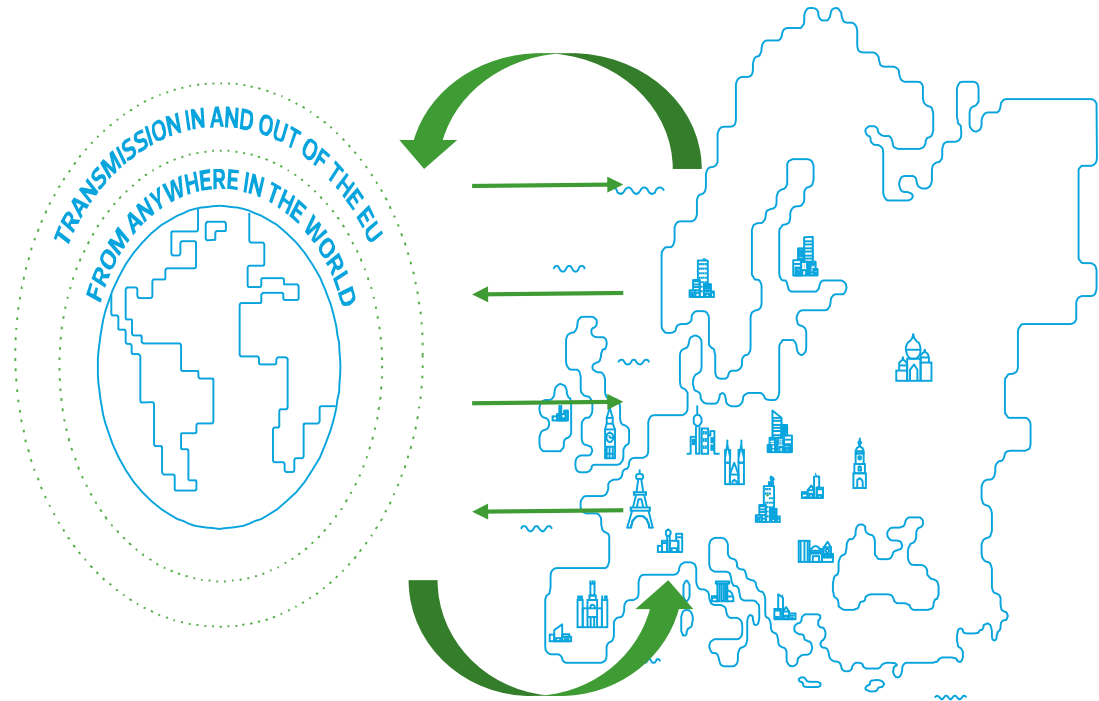 TRANSMISSION IN AND OUT OF THE EU
FROM ANYWHERE IN THE WORLD